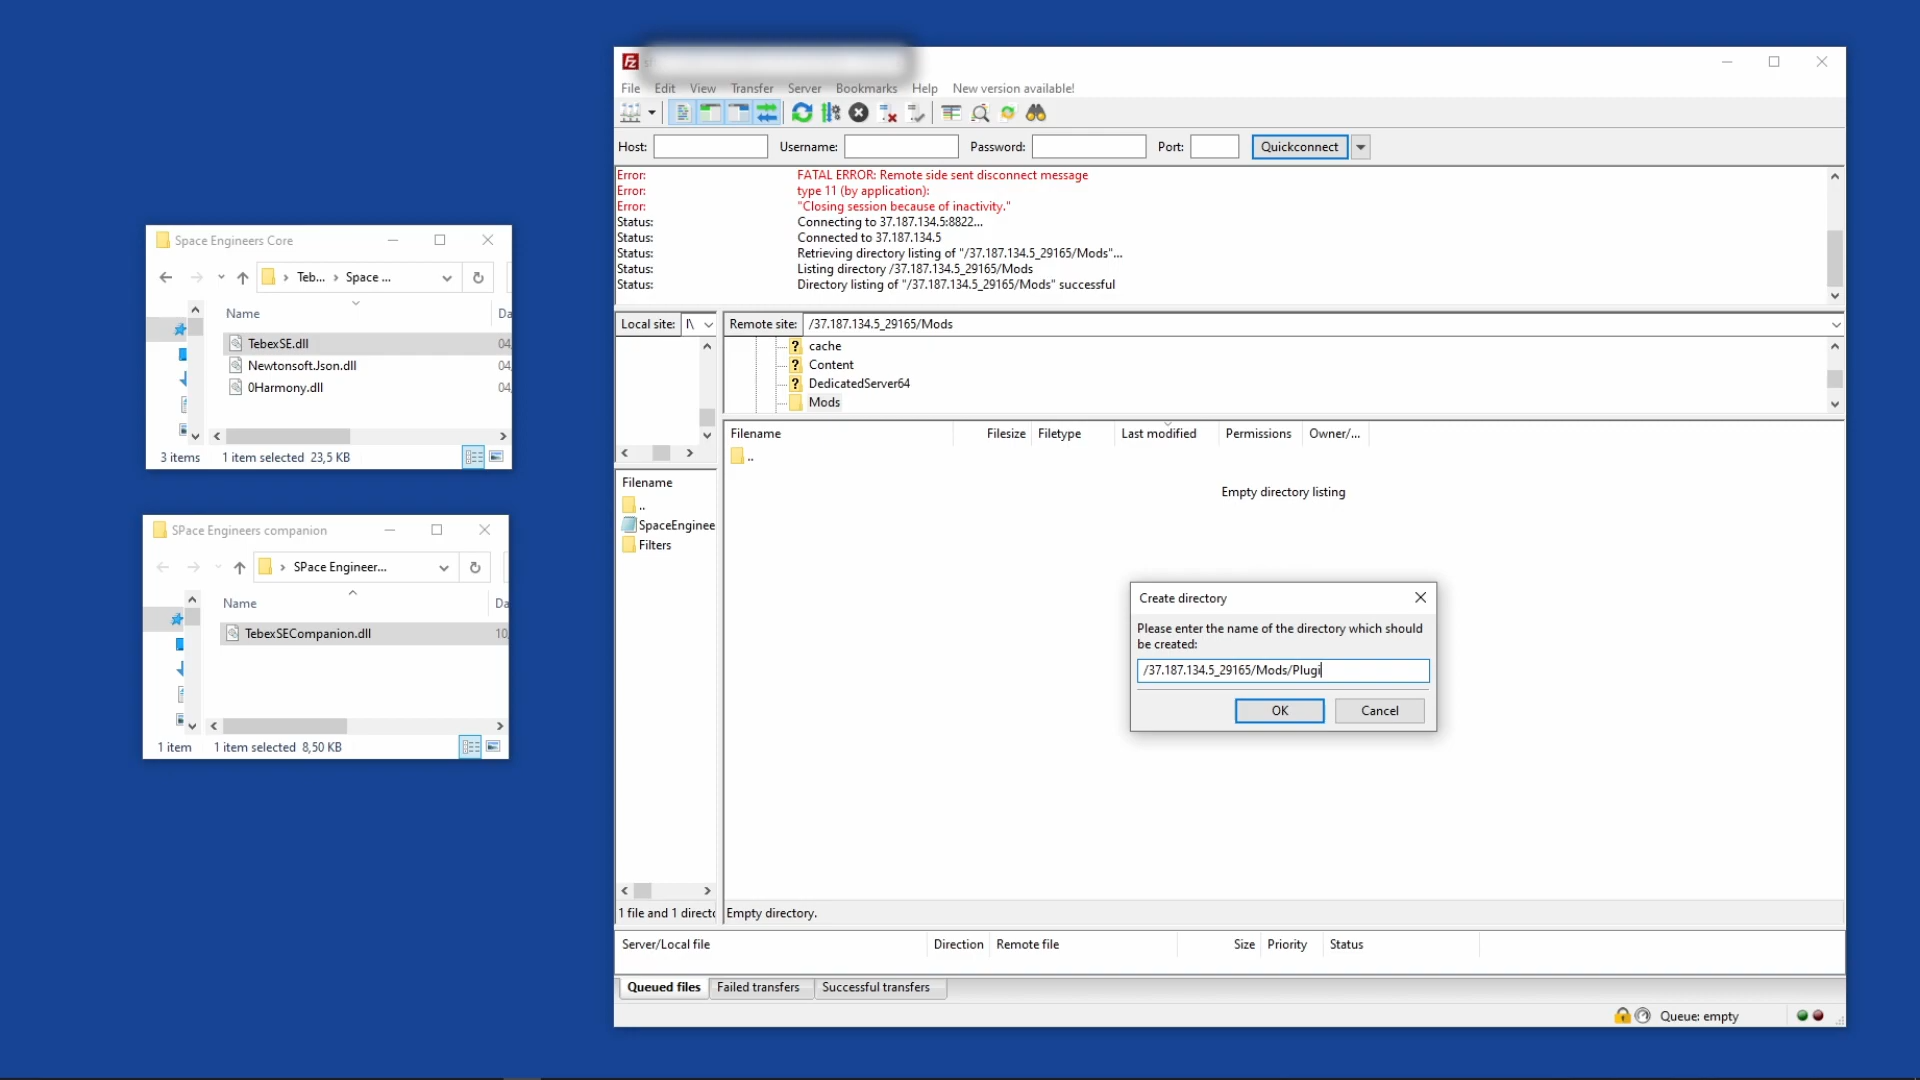 Space Engineers Core
Teb... > Space ...
Name
Da
TebexSE.dll
04,
Newtonsoft.Json.dll
04,
0Harmony.dll
04,
3 items
1 item selected 23,5 KB
SPace Engineers companion
SPace Engineer...
Name
Da
TebexSECompanion.dll
10,
1 item
1 item selected 8,50 KB
File Edit View Transfer Server Bookmarks Help New version available!
Host: Username: Password: Port: Quickconnect
Error: FATAL ERROR: Remote side sent disconnect message
Error: type 11 (by application):
Error: "Closing session because of inactivity."
Status: Connecting to 37.187.134.5:8822...
Status: Connected to 37.187.134.5
Status: Retrieving directory listing of "/37.187.134.5_29165/Mods"...
Status: Listing directory /37.187.134.5_29165/Mods
Status: Directory listing of "/37.187.134.5_29165/Mods" successful
Local site: I\
Remote site: /37.187.134.5_29165/Mods
cache
Content
DedicatedServer64
Mods
Filename
..
SpaceEnginee
Filters
1 file and 1 directo
Filename Filesize Filetype Last modified Permissions Owner/...
..
Empty directory listing
Create directory
Please enter the name of the directory which should
be created:
/37.187.134.5_29165/Mods/Plugi
OK Cancel
Empty directory.
Server/Local file Direction Remote file Size Priority Status
Queued files Failed transfers Successful transfers
Queue: empty